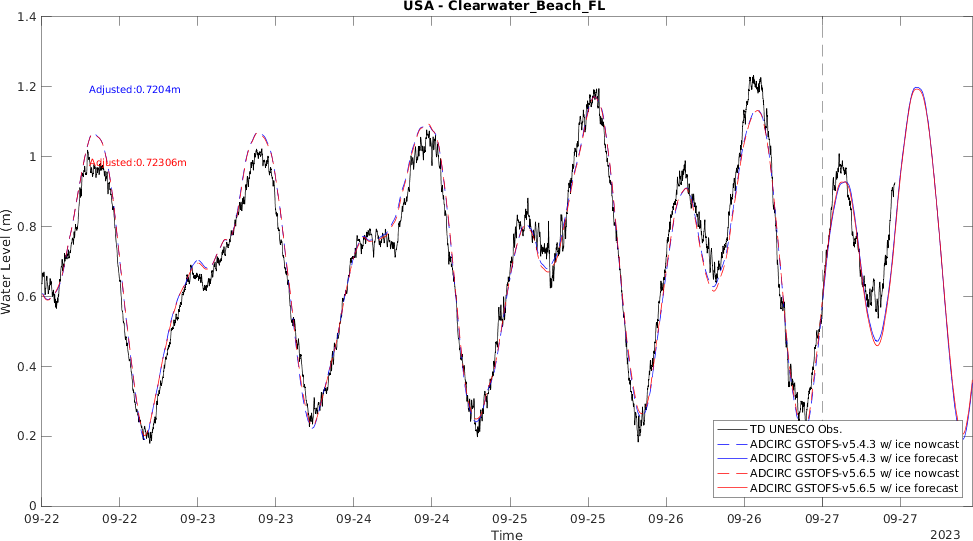 USA - Clearwater_Beach_FL
1.4
1.2
1
0.8
0.6
0.4
0.2
0
Water Level (m)
Adjusted:0.7204m
Adjusted:0.72306m
TD UNESCO Obs.
ADCIRC GSTOFS-v5.4.3 w/ ice nowcast
ADCIRC GSTOFS-v5.4.3 w/ ice forecast
ADCIRC GSTOFS-v5.6.5 w/ ice nowcast
ADCIRC GSTOFS-v5.6.5 w/ ice forecast
09-22 09-22 09-23 09-23 09-24 09-24 09-25 09-25 09-26 09-26 09-27 09-27
Time
2023